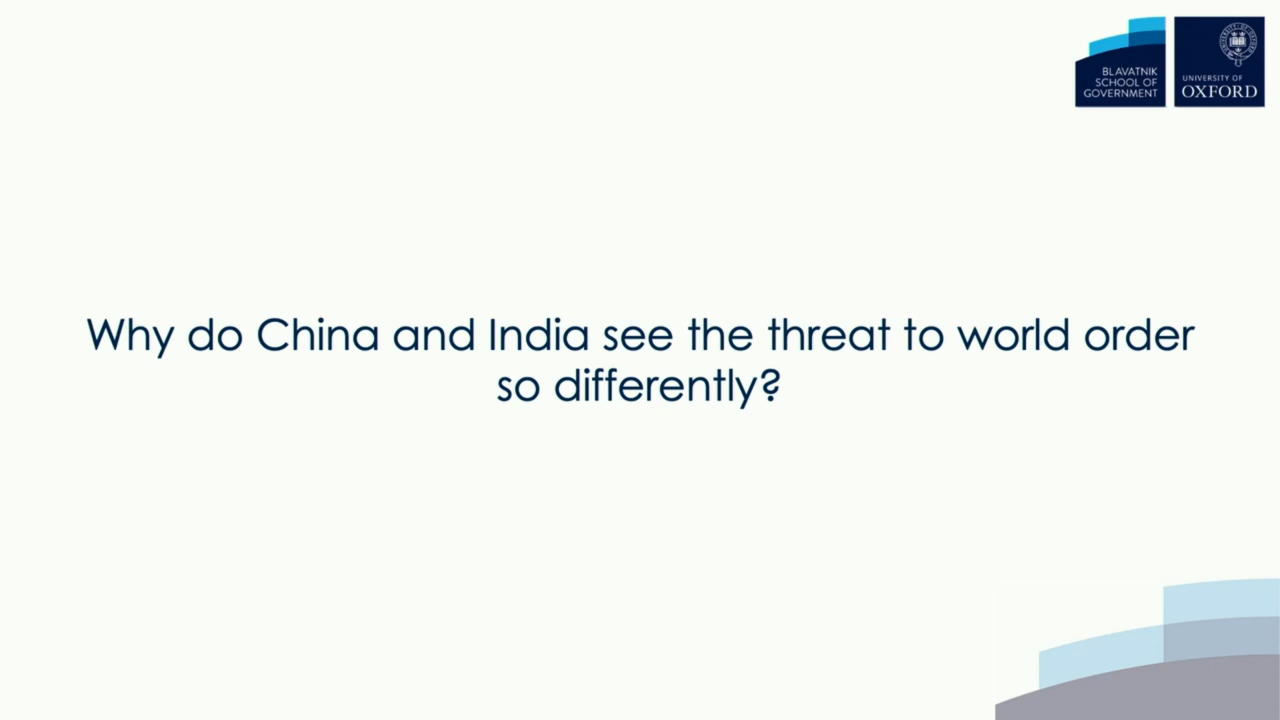 BLAVATNIK
SCHOOL OF
GOVERNMENT
UNIVERSITY OF
OXFORD
Why do China and India see the threat to world order
so differently?